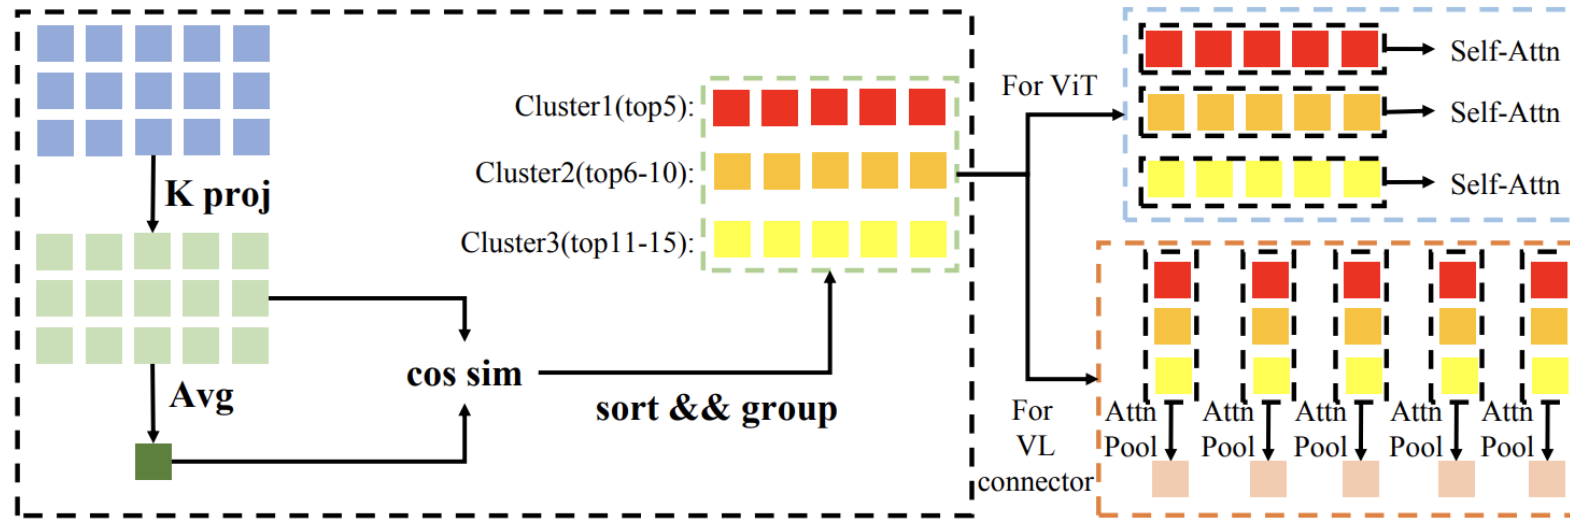 K proj
Avg
cos sim
sort && group
Cluster1(top5):
Cluster2(top6-10):
Cluster3(top11-15):
For ViT
Self-Attn
Self-Attn
Self-Attn
For
VL
connector
Attn
Pool
Attn
Pool
Attn
Pool
Attn
Pool
Attn
Pool